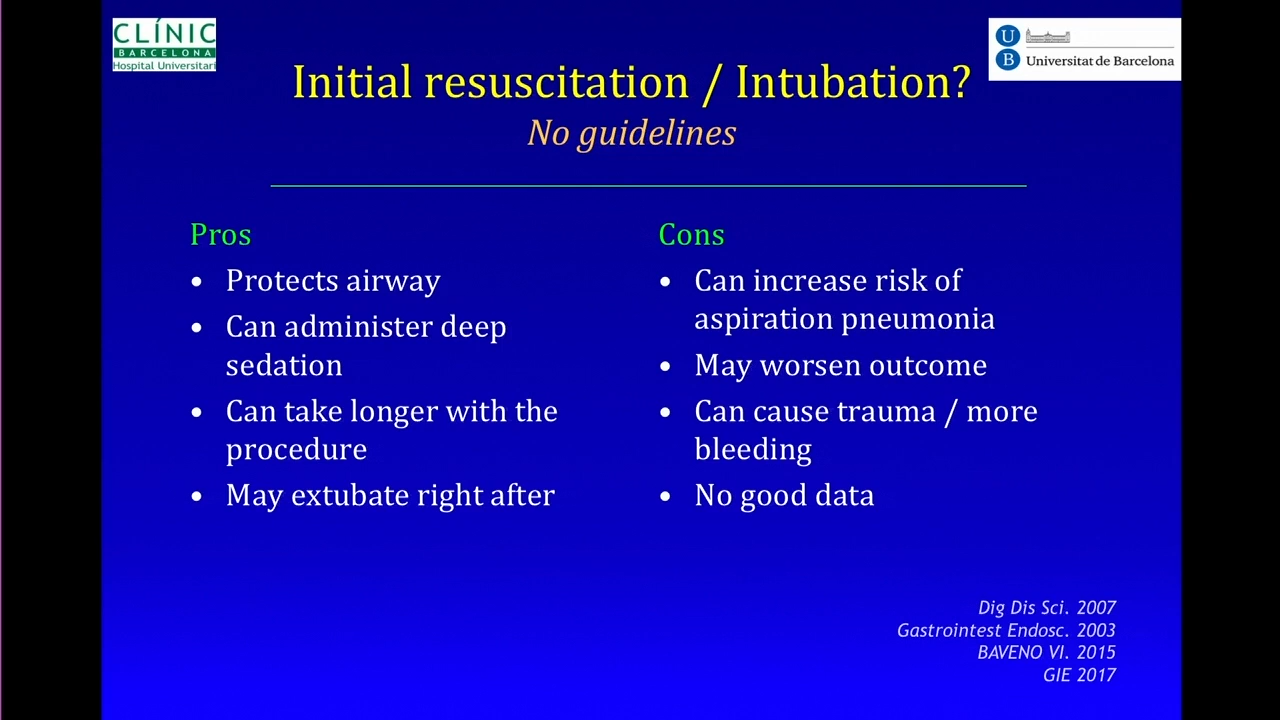 CLÍNIC
BARCELONA
Hospital Universitari
U
B
Universitat de Barcelona
Initial resuscitation / Intubation?
No guidelines
Pros
• Protects airway
• Can administer deep
sedation
• Can take longer with the
procedure
• May extubate right after
Cons
• Can increase risk of
aspiration pneumonia
• May worsen outcome
• Can cause trauma / more
bleeding
• No good data
Dig Dis Sci. 2007
Gastrointest Endosc. 2003
BAVENO VI. 2015
GIE 2017